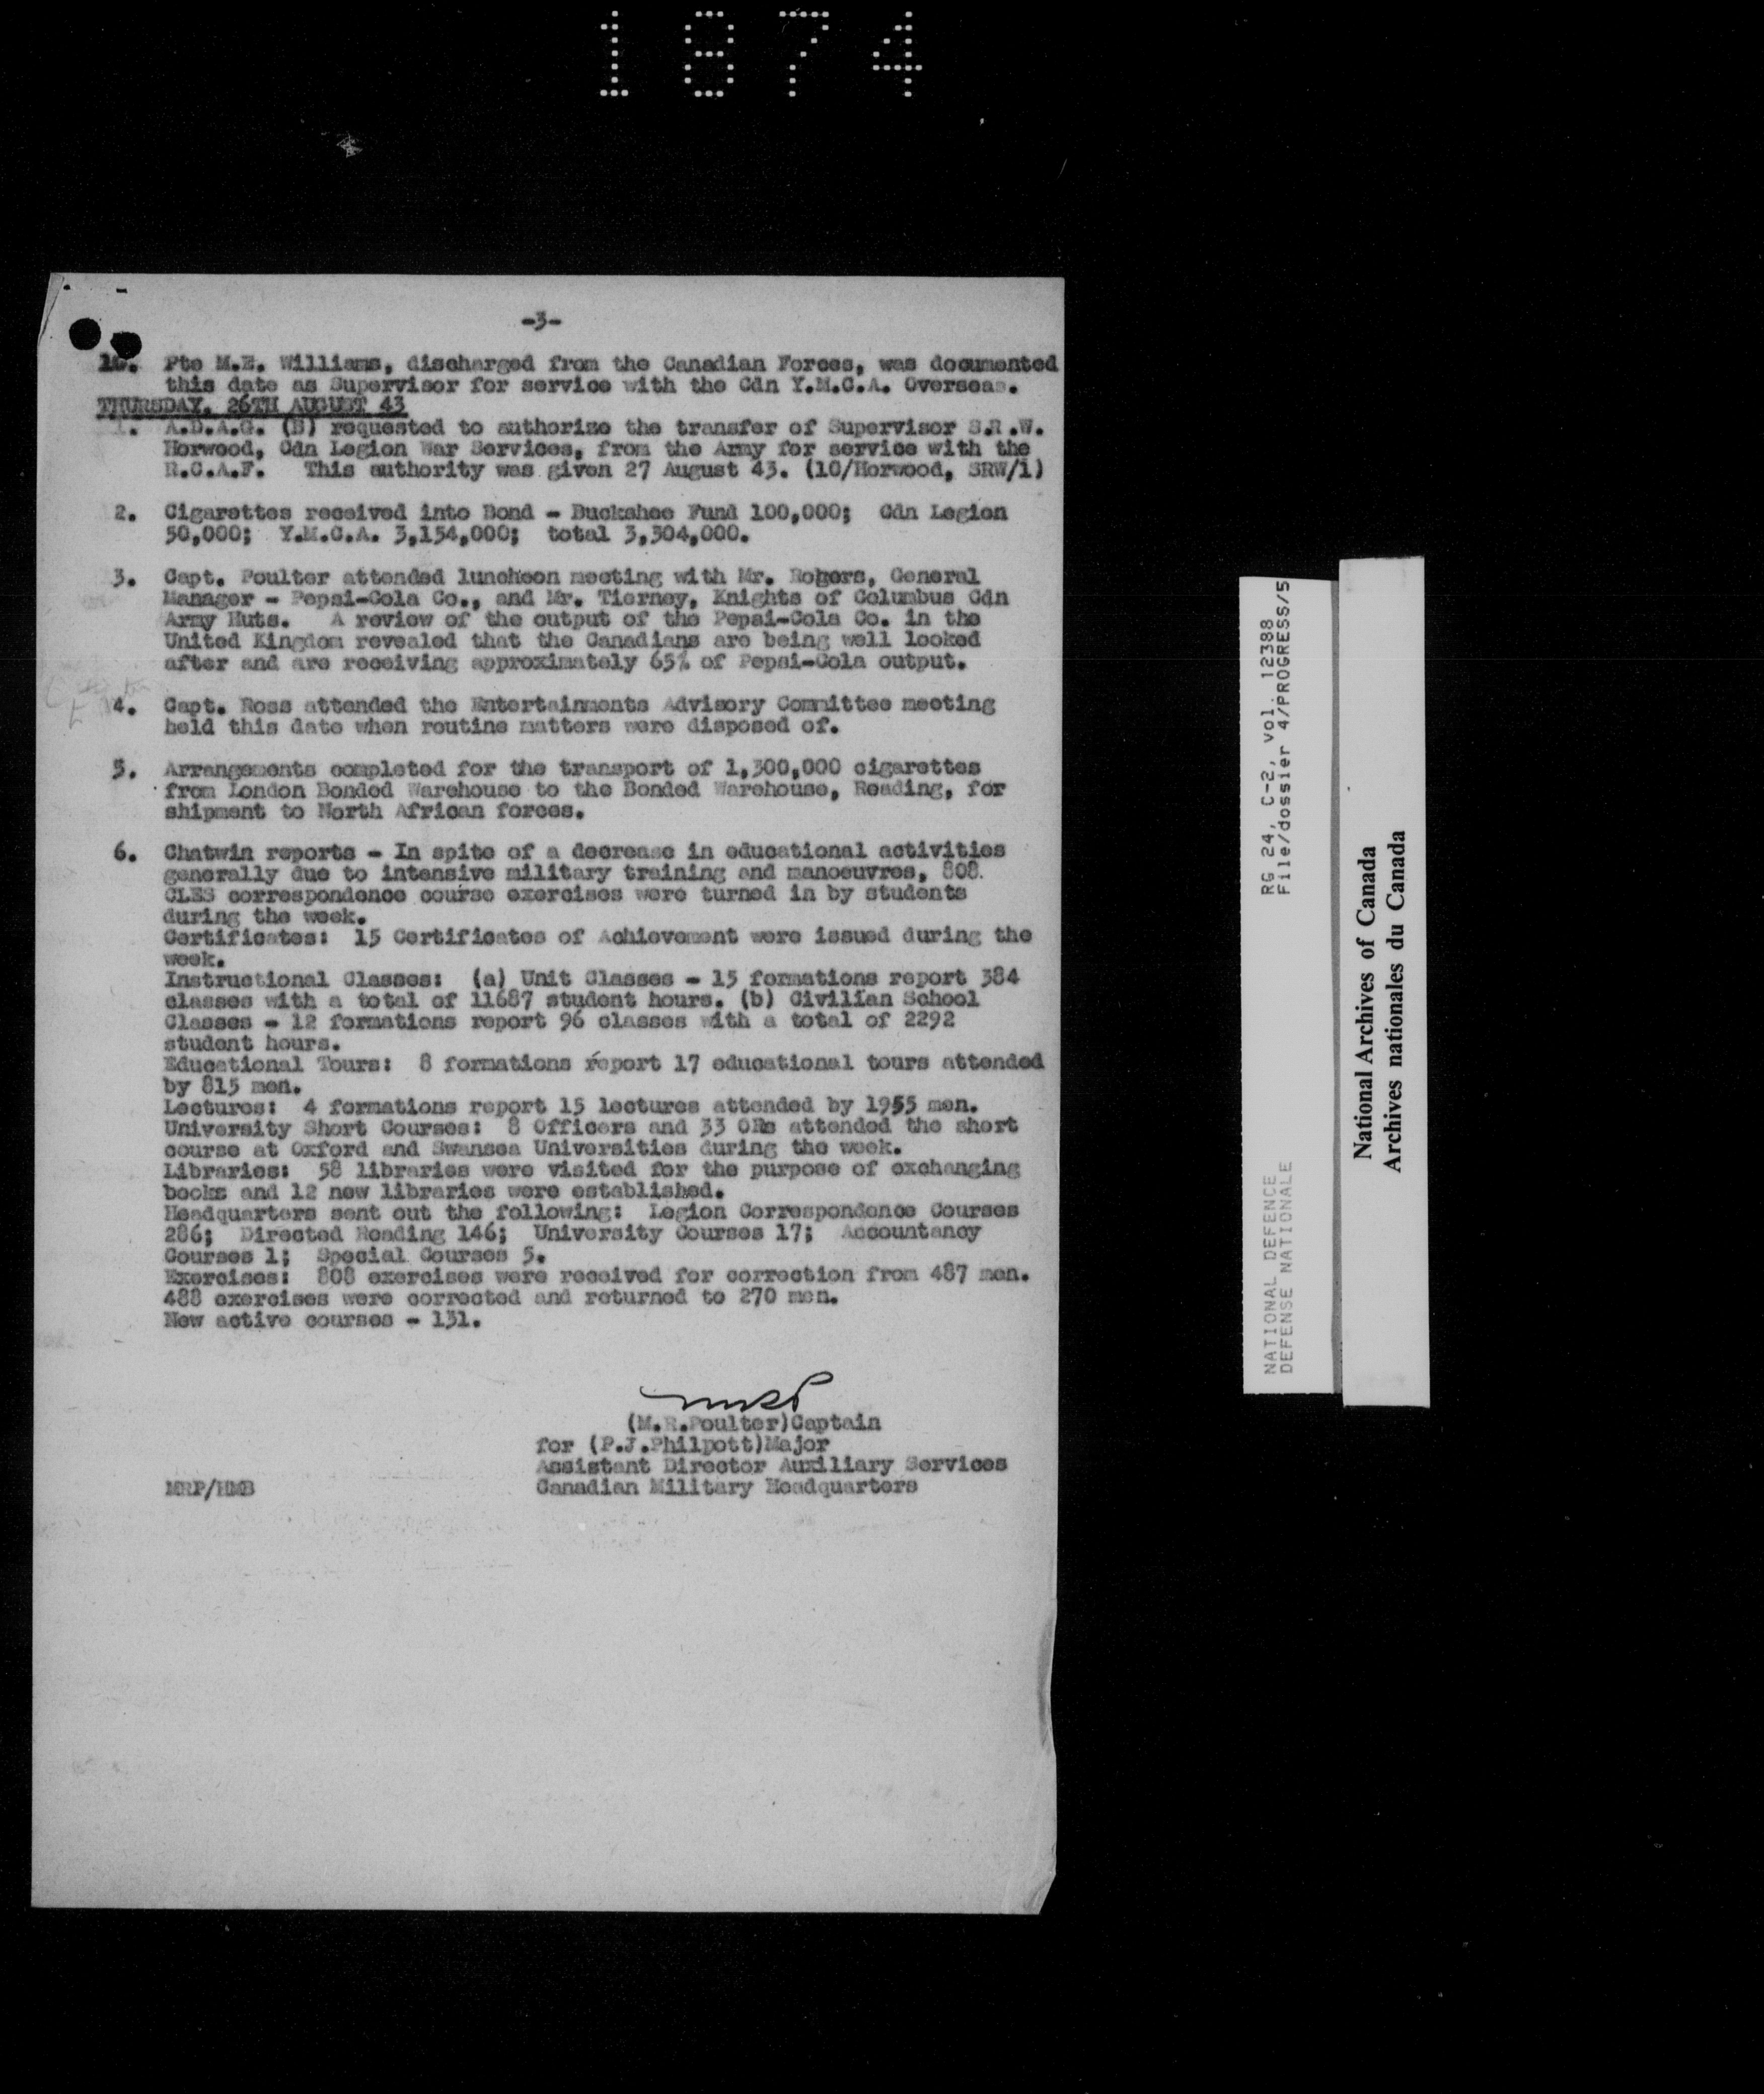 1874
-3-
10. Pte M.E. Williams, discharged from the Canadian Forces, was documented
this date as Supervisor for service with the Cdn Y.M.C.A. Overseas.
THURSDAY, 26TH AUGUST 43
1. A.D.A.G. (B) requested to authorize the transfer of Supervisor S.R.W.
Horwood, Cdn Legion War Services, from the Army for service with the
R.C.A.F. This authority was given 27 August 43. (10/Horwood, SRW/1)
2. Cigarettes received into Bond - Buckshee Fund 100,000; Cdn Legion
50,000; Y.M.C.A. 3,154,000; total 3,304,000.
3. Capt. Poulter attended luncheon meeting with Mr. Rogers, General
Manager - Pepsi-Cola Co., and Mr. Tierney, Knights of Columbus Cdn
Army Huts. A review of the output of the Pepsi-Cola Co. in the
United Kingdom revealed that the Canadians are being well looked
after and are receiving approximately 65% of Pepsi-Cola output.
4. Capt. Ross attended the Entertainments Advisory Committee meeting
held this date when routine matters were disposed of.
5. Arrangements completed for the transport of 1,300,000 cigarettes
from London Bonded Warehouse to the Bonded Warehouse, Reading, for
shipment to North African forces.
6. Chatwin reports - In spite of a decrease in educational activities
generally due to intensive military training and manoeuvres, 808
CLES correspondence course exercises were turned in by students
during the week.
Certificates: 15 Certificates of Achievement were issued during the
week.
Instructional Classes: (a) Unit Classes - 15 formations report 384
classes with a total of 11687 student hours. (b) Civilian School
Classes - 12 formations report 96 classes with a total of 2292
student hours.
Educational Tours: 8 formations report 17 educational tours attended
by 815 men.
Lectures: 4 formations report 15 lectures attended by 1955 men.
University Short Courses: 8 Officers and 33 ORs attended the short
course at Oxford and Swansea Universities during the week.
Libraries: 58 libraries were visited for the purpose of exchanging
books and 12 new libraries were established.
Headquarters sent out the following: Legion Correspondence Courses
286; Directed Reading 146; University Courses 17; Accountancy
Courses 1; Special Courses 5.
Exercises: 808 exercises were received for correction from 487 men.
488 exercises were corrected and returned to 270 men.
New active courses - 131.
(M.R.Poulter)Captain
for (P.J.Philpott)Major
Assistant Director Auxiliary Services
MRP/HMB Canadian Military Headquarters
NATIONAL DEFENCE RG 24, C-2, vol. 12388
DEFENSE NATIONALE File/dossier 4/PROGRESS/5
National Archives of Canada
Archives nationales du Canada